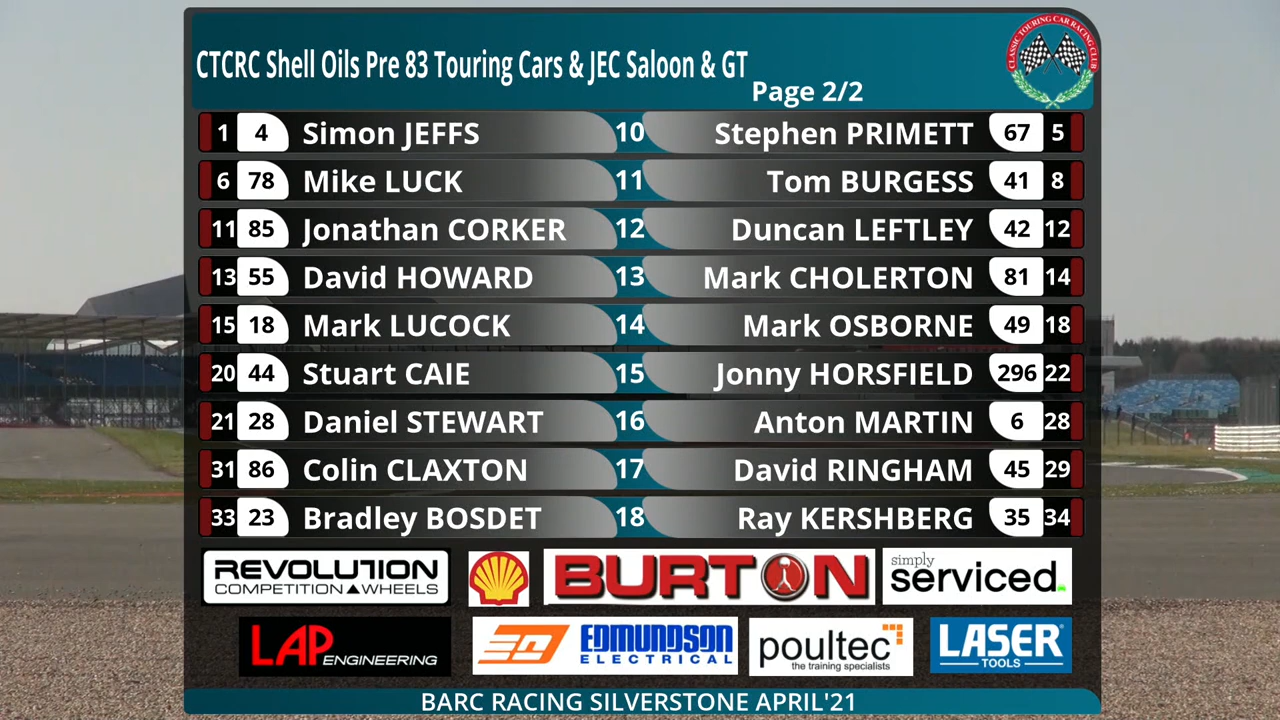 CTCRC Shell Oils Pre 83 Touring Cars & JEC Saloon & GT
Page 2/2
CLASSIC TOURING CAR RACING CLUB
1 4 Simon JEFFS 10 Stephen PRIMETT 67 5
6 78 Mike LUCK 11 Tom BURGESS 41 8
11 85 Jonathan CORKER 12 Duncan LEFTLEY 42 12
13 55 David HOWARD 13 Mark CHOLERTON 81 14
15 18 Mark LUCOCK 14 Mark OSBORNE 49 18
20 44 Stuart CAIE 15 Jonny HORSFIELD 296 22
21 28 Daniel STEWART 16 Anton MARTIN 6 28
31 86 Colin CLAXTON 17 David RINGHAM 45 29
33 23 Bradley BOSDET 18 Ray KERSHBERG 35 34
REVOLUTION
COMPETITION WHEELS
BURTON
simply
serviced.
LAP ENGINEERING
EDMUNDSON
ELECTRICAL
poultec
the training specialists
LASER
TOOLS
BARC RACING SILVERSTONE APRIL'21